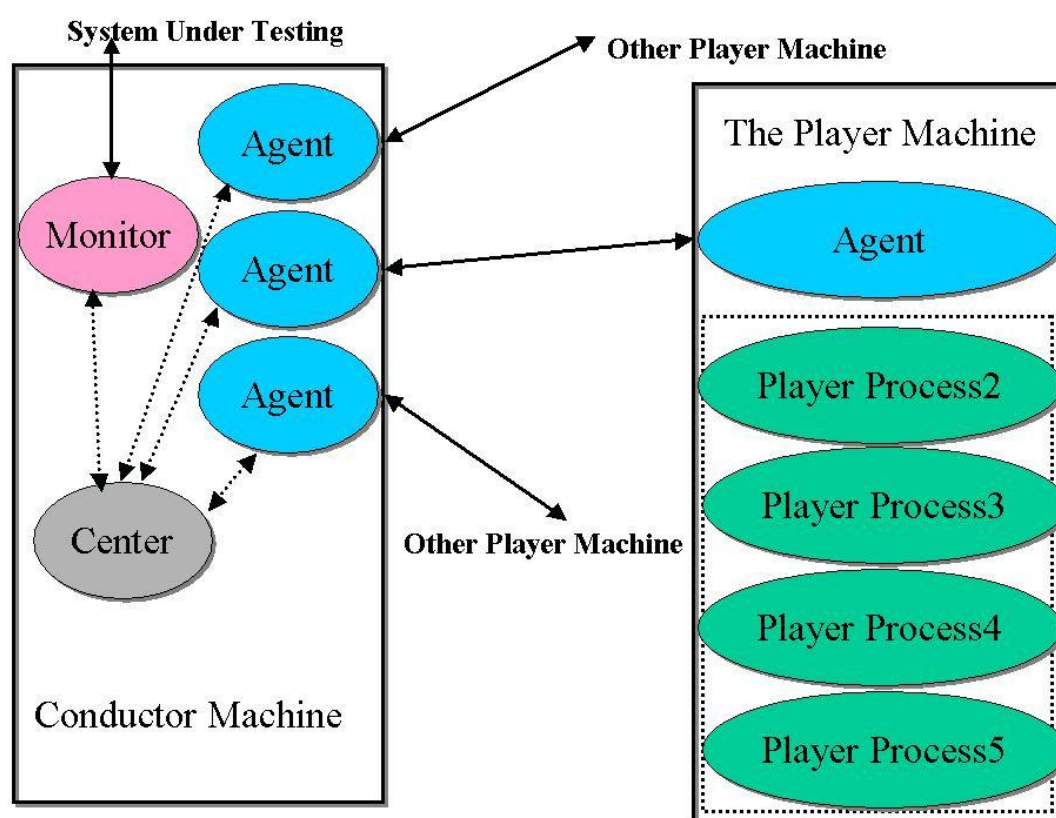 System Under Testing
Other Player Machine
Agent
The Player Machine
Monitor
Agent
Agent
Agent
Player Process2
Center
Player Process3
Other Player Machine
Player Process4
Conductor Machine
Player Process5